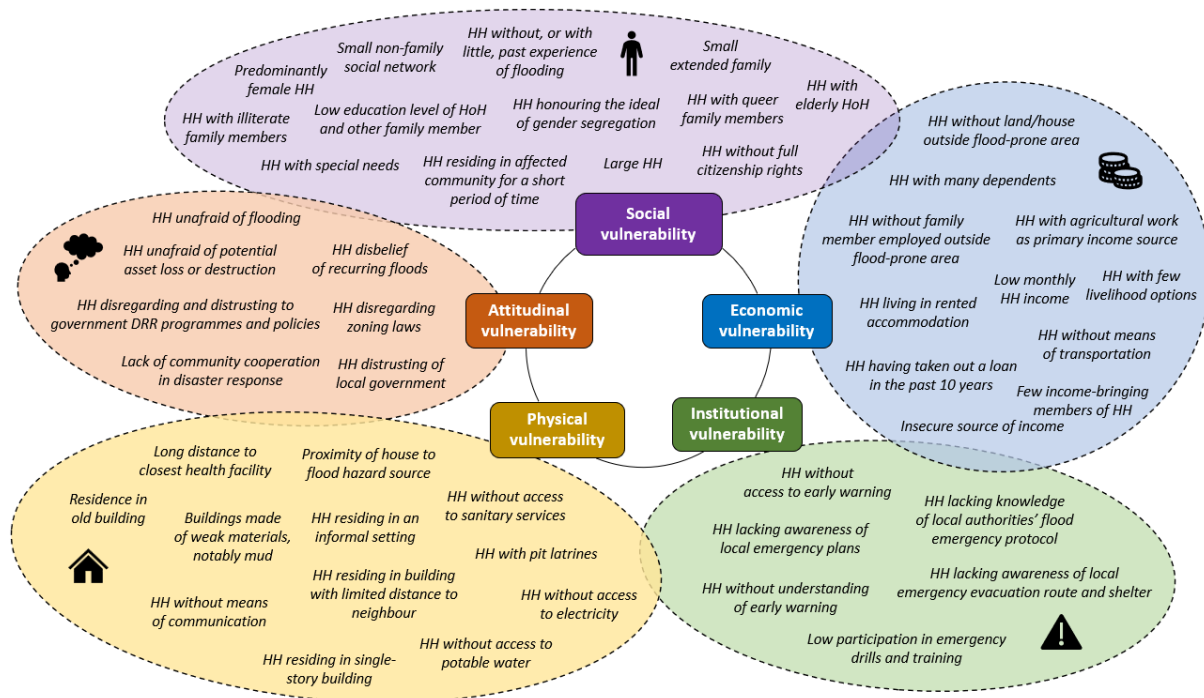 HH without, or with
little, past experience
of flooding
Small non-family
social network
Small
extended family
Predominantly
female HH
HH with
elderly HoH
HH with illiterate
family members
Low education level of HoH
and other family member
HH honouring the ideal
of gender segregation
HH with queer
family members
HH with special needs
HH residing in affected
community for a short
period of time
Large HH
HH without full
citizenship rights
Social
vulnerability
HH without land/house
outside flood-prone area
HH with many dependents
HH without family
member employed outside
flood-prone area
HH with agricultural work
as primary income source
Low monthly
HH income
HH with few
livelihood options
HH living in rented
accommodation
HH without means
of transportation
HH having taken out a loan
in the past 10 years
Few income-bringing
members of HH
Insecure source of income
Economic
vulnerability
HH unafraid of flooding
HH unafraid of potential
asset loss or destruction
HH disbelief
of recurring floods
HH disregarding and distrusting to
government DRR programmes and policies
HH disregarding
zoning laws
Lack of community cooperation
in disaster response
HH distrusting of
local government
Attitudinal
vulnerability
Physical
vulnerability
Institutional
vulnerability
Long distance to
closest health facility
Proximity of house to
flood hazard source
Residence in
old building
Buildings made
of weak materials,
notably mud
HH residing in an
informal setting
HH without access
to sanitary services
HH with pit latrines
HH residing in building
with limited distance to
neighbour
HH without access
to electricity
HH without means
of communication
HH without access to
potable water
HH residing in single-
story building
HH without
access to early warning
HH lacking knowledge
of local authorities’ flood
emergency protocol
HH lacking awareness of
local emergency plans
HH without understanding
of early warning
HH lacking awareness of local
emergency evacuation route and shelter
Low participation in emergency
drills and training